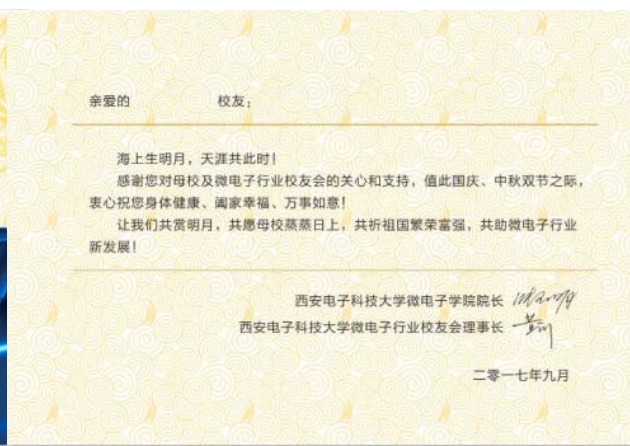 亲爱的 校友：
海上生明月，天涯共此时！
感谢您对母校及微电子行业校友会的关心和支持，值此国庆、中秋双节之际，
衷心祝您身体健康、阖家幸福、万事如意！
让我们共赏明月，共愿母校蒸蒸日上，共祈祖国繁荣富强，共助微电子行业
新发展！
西安电子科技大学微电子学院院长
西安电子科技大学微电子行业校友会理事长
二零一七年九月